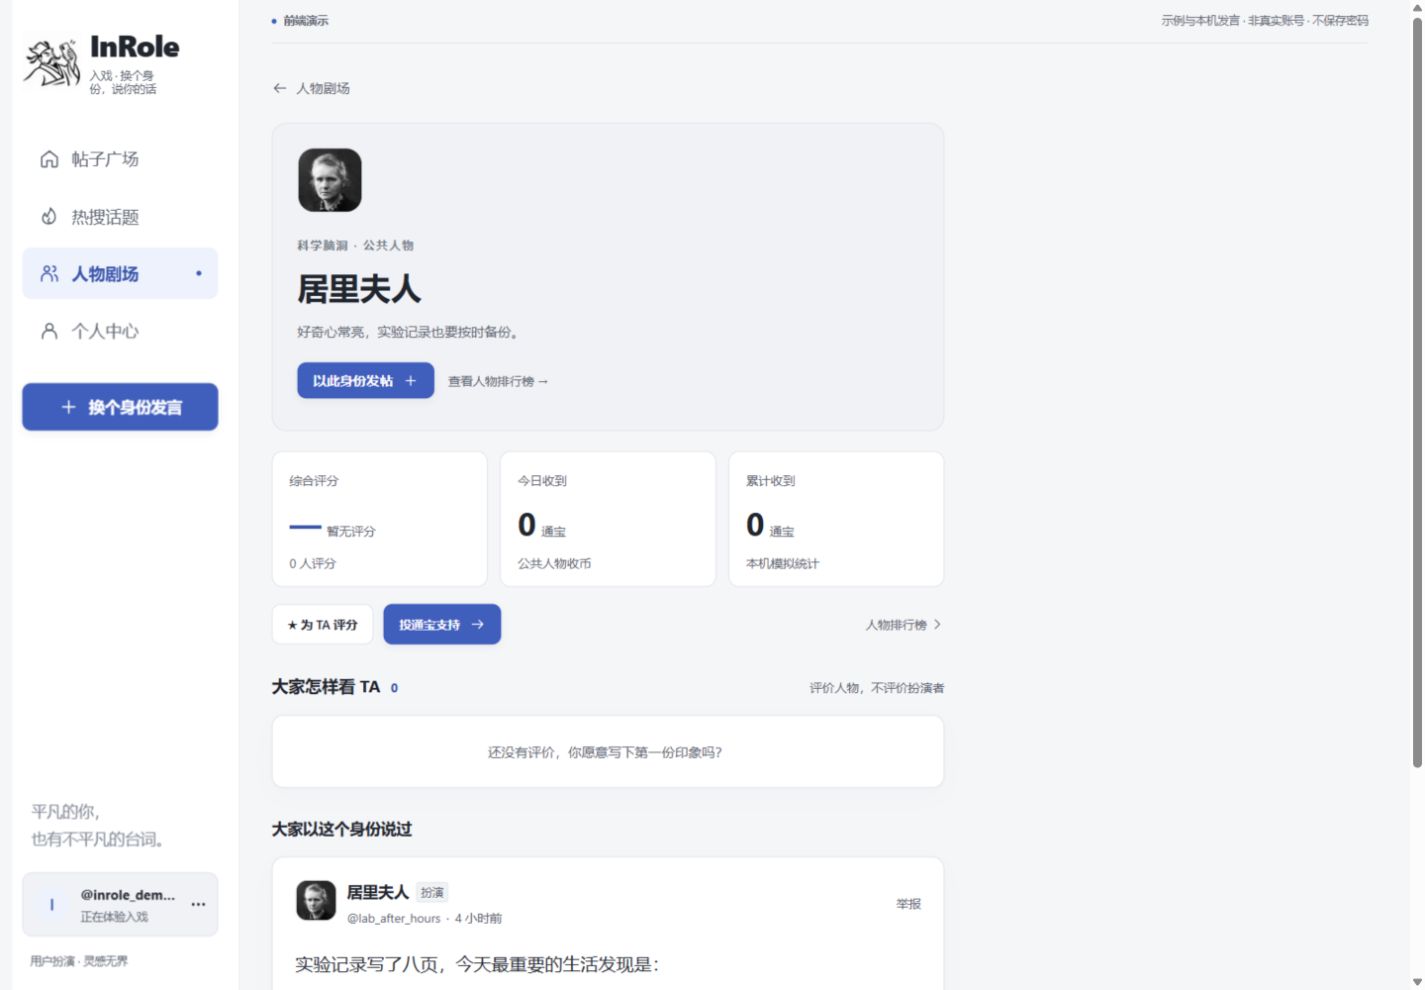 InRole
入戏 · 换个身
份，说你的话
帖子广场
热搜话题
人物剧场
个人中心
换个身份发言
平凡的你，
也有不平凡的台词。
I
@inrole_dem...
正在体验入戏
用户扮演 · 灵感无界
前端演示
示例与本机发言 · 非真实账号 · 不保存密码
← 人物剧场
科学脑洞 · 公共人物
居里夫人
好奇心常亮，实验记录也要按时备份。
以此身份发帖 +
查看人物排行榜 →
综合评分
— 暂无评分
0 人评分
今日收到
0 通宝
公共人物收币
累计收到
0 通宝
本机模拟统计
★ 为 TA 评分
投通宝支持 →
人物排行榜
大家怎样看 TA 0
评价人物，不评价扮演者
还没有评价，你愿意写下第一份印象吗？
大家以这个身份说过
居里夫人 扮演
@lab_after_hours · 4 小时前
举报
实验记录写了八页，今天最重要的生活发现是：